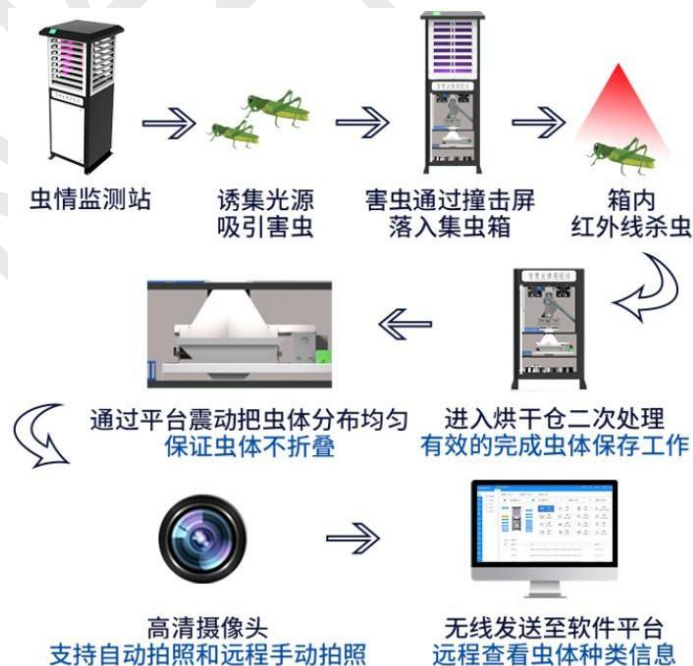 虫情监测站
诱集光源
吸引害虫
害虫通过撞击屏
落入集虫箱
箱内
红外线杀虫
进入烘干仓二次处理
有效的完成虫体保存工作
通过平台震动把虫体分布均匀
保证虫体不折叠
高清摄像头
支持自动拍照和远程手动拍照
无线发送至软件平台
远程查看虫体种类信息